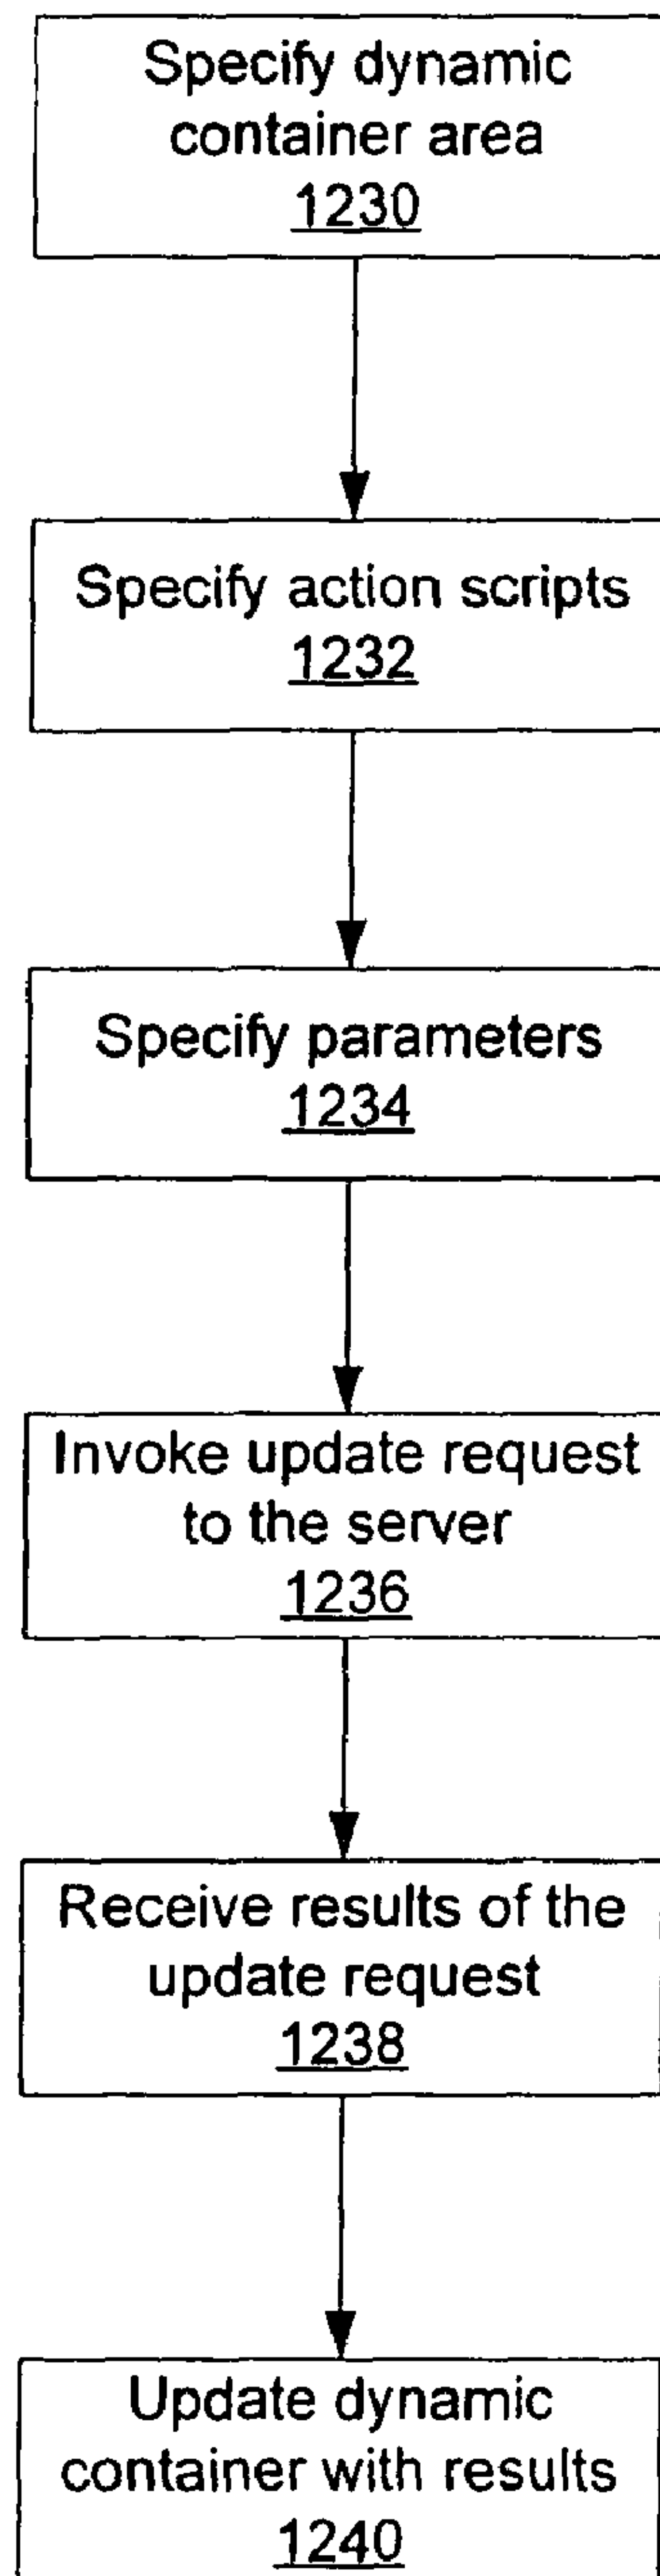 Specify dynamic
container area
1230
Specify action scripts
1232
Specify parameters
1234
Invoke update request
to the server
1236
Receive results of the
update request
1238
Update dynamic
container with results
1240